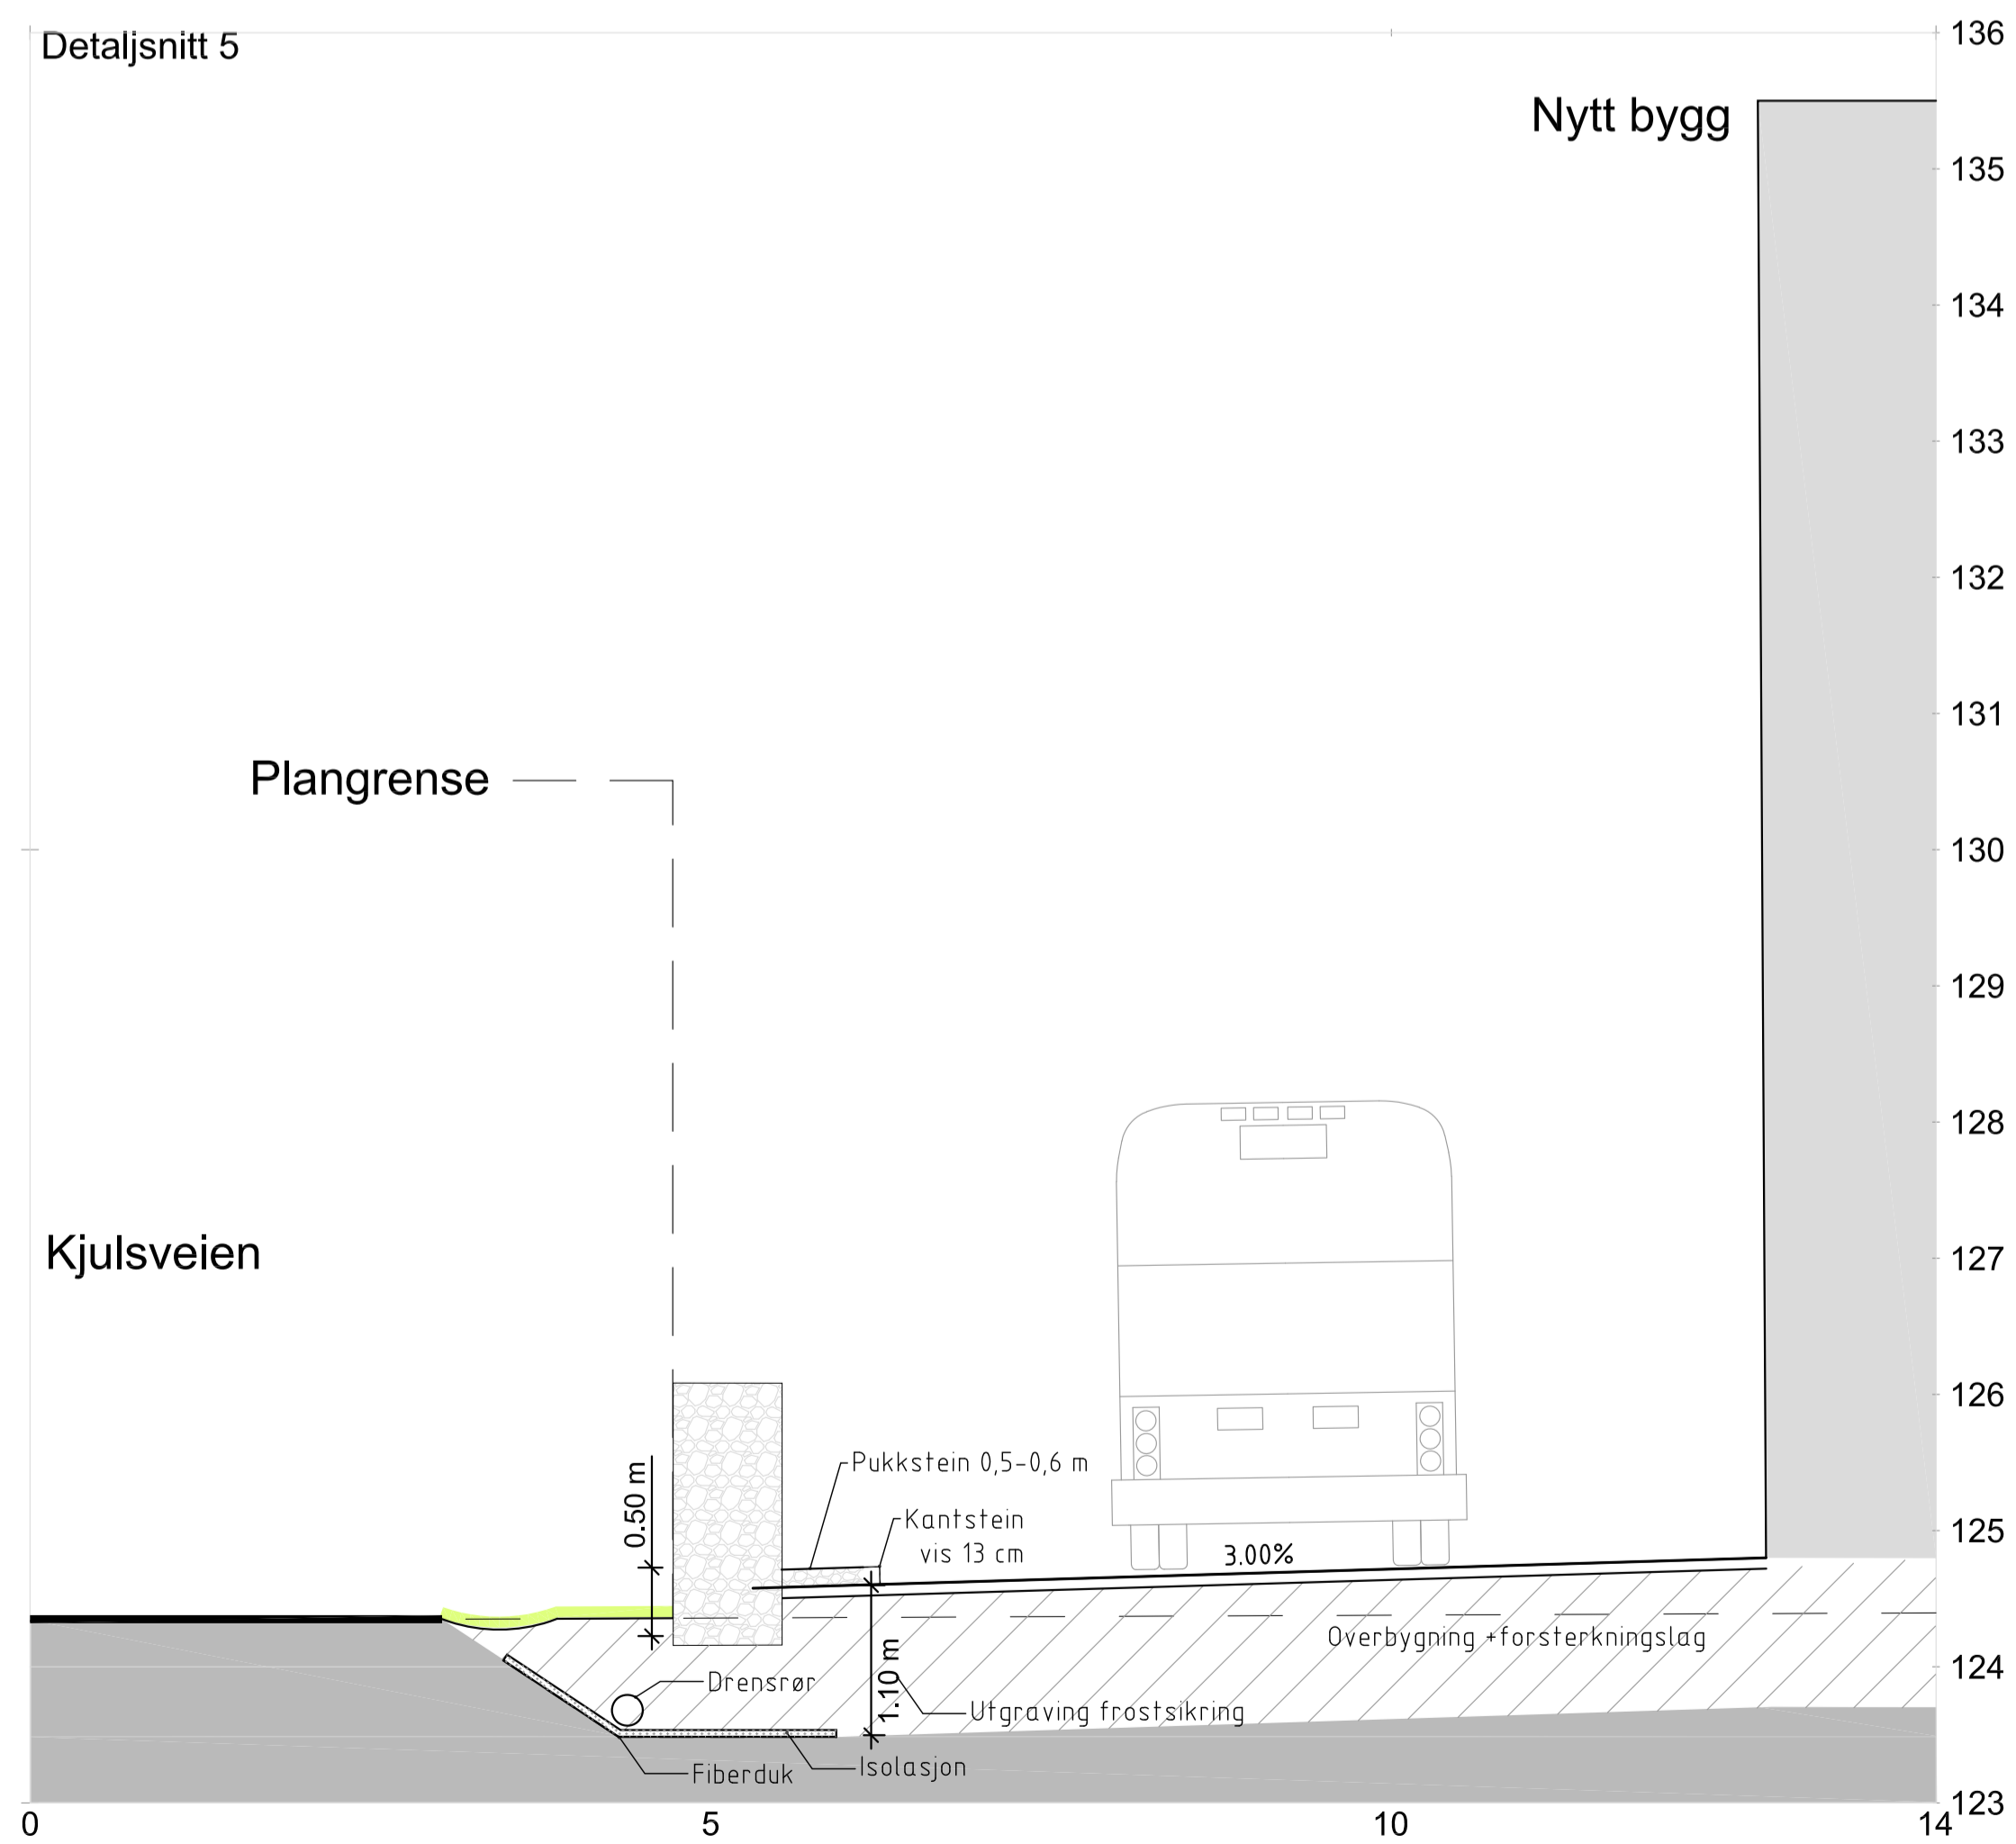 Detaljsnitt 5
136
Nytt bygg
135
134
133
132
131
Plangrense
130
129
128
Kjulsveien
127
126
Pukkstein 0,5-0,6 m
0.50 m
Kantstein
vis 13 cm
125
3.00%
Overbygning +forsterkningslag
124
Drensrør
1.10 m
Utgraving frostsikring
Isolasjon
Fiberduk
123
0
5
10
14